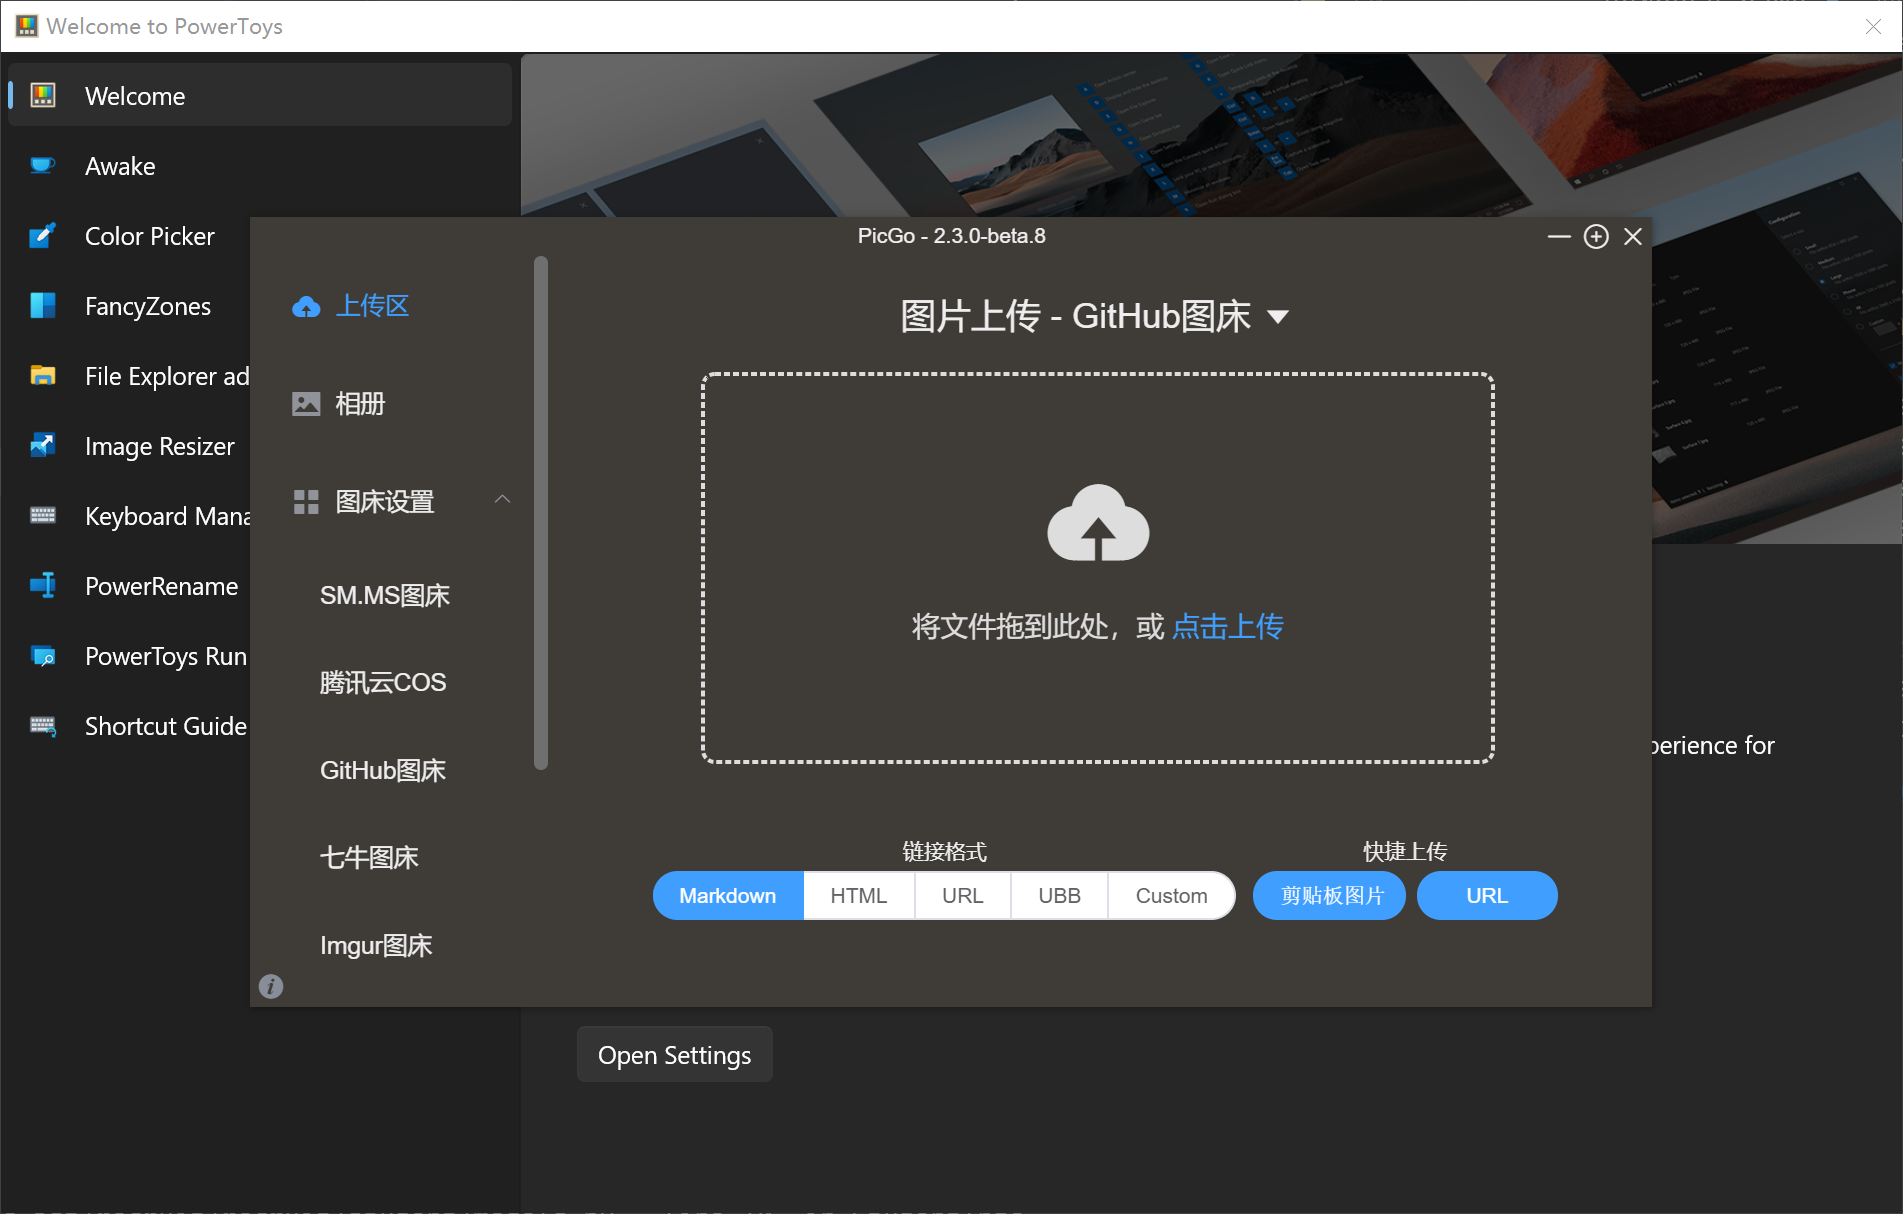 Welcome to PowerToys
Welcome
Awake
Color Picker
FancyZones
File Explorer ad
Image Resizer
Keyboard Mana
PowerRename
PowerToys Run
Shortcut Guide
PicGo - 2.3.0-beta.8
上传区
相册
图床设置
SM.MS图床
腾讯云COS
GitHub图床
七牛图床
Imgur图床
图片上传 - GitHub图床
将文件拖到此处，或 点击上传
链接格式
快捷上传
Markdown
HTML
URL
UBB
Custom
剪贴板图片
URL
perience for
Open Settings